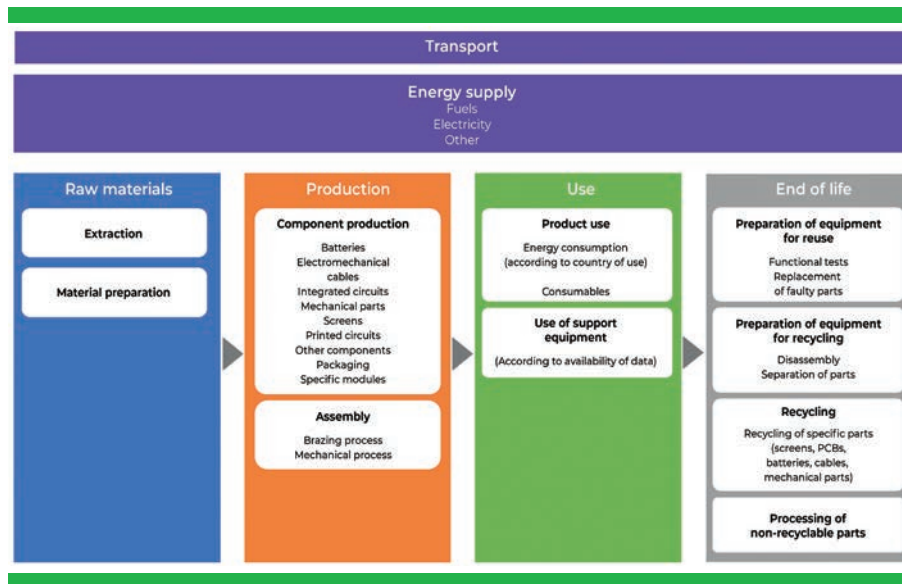 Transport
Energy supply
Fuels
Electricity
Other
Raw materials
Extraction
Material preparation
Production
Component production
Batteries
Electromechanical
cables
Integrated circuits
Mechanical parts
Screens
Printed circuits
Other components
Packaging
Specific modules
Assembly
Brazing process
Mechanical process
Use
Product use
Energy consumption
(according to country of use)
Consumables
Use of support
equipment
(According to availability of data)
End of life
Preparation of equipment
for reuse
Functional tests
Replacement
of faulty parts
Preparation of equipment
for recycling
Disassembly
Separation of parts
Recycling
Recycling of specific parts
(screens, PCBs,
batteries, cables,
mechanical parts)
Processing of
non-recyclable parts